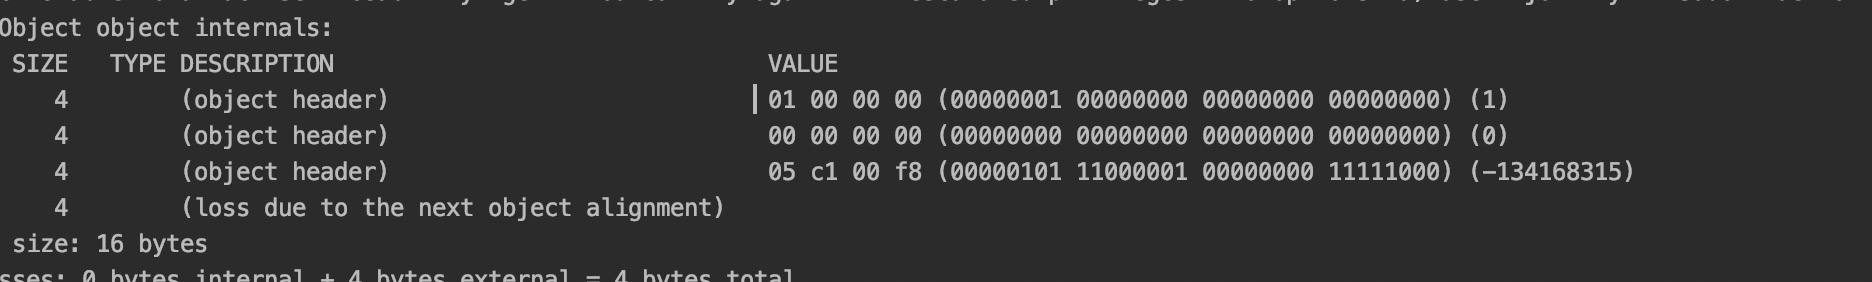 Object object internals:
SIZE TYPE DESCRIPTION VALUE
4 (object header) 01 00 00 00 (00000001 00000000 00000000 00000000) (1)
4 (object header) 00 00 00 00 (00000000 00000000 00000000 00000000) (0)
4 (object header) 05 c1 00 f8 (00000101 11000001 00000000 11111000) (-134168315)
4 (loss due to the next object alignment)
size: 16 bytes
sses: 0 bytes internal + 4 bytes external = 4 bytes total